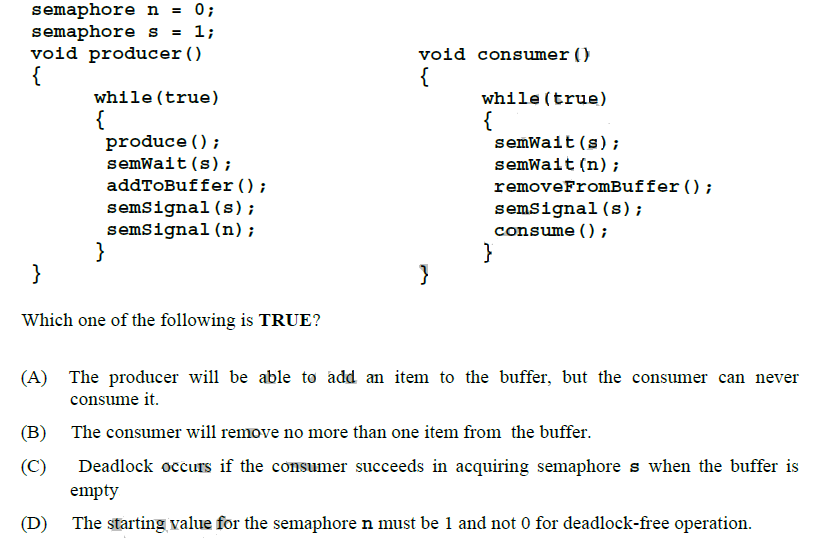 semaphore n = 0;
semaphore s = 1;
void producer()
{
while(true)
{
produce();
semWait(s);
addToBuffer();
semSignal(s);
semSignal(n);
}
}
void consumer()
{
while(true)
{
semWait(s);
semWait(n);
removeFromBuffer();
semSignal(s);
consume();
}
}
Which one of the following is TRUE?
(A) The producer will be able to add an item to the buffer, but the consumer can never
consume it.
(B) The consumer will remove no more than one item from the buffer.
(C) Deadlock occurs if the consumer succeeds in acquiring semaphore s when the buffer is
empty
(D) The starting value for the semaphore n must be 1 and not 0 for deadlock-free operation.